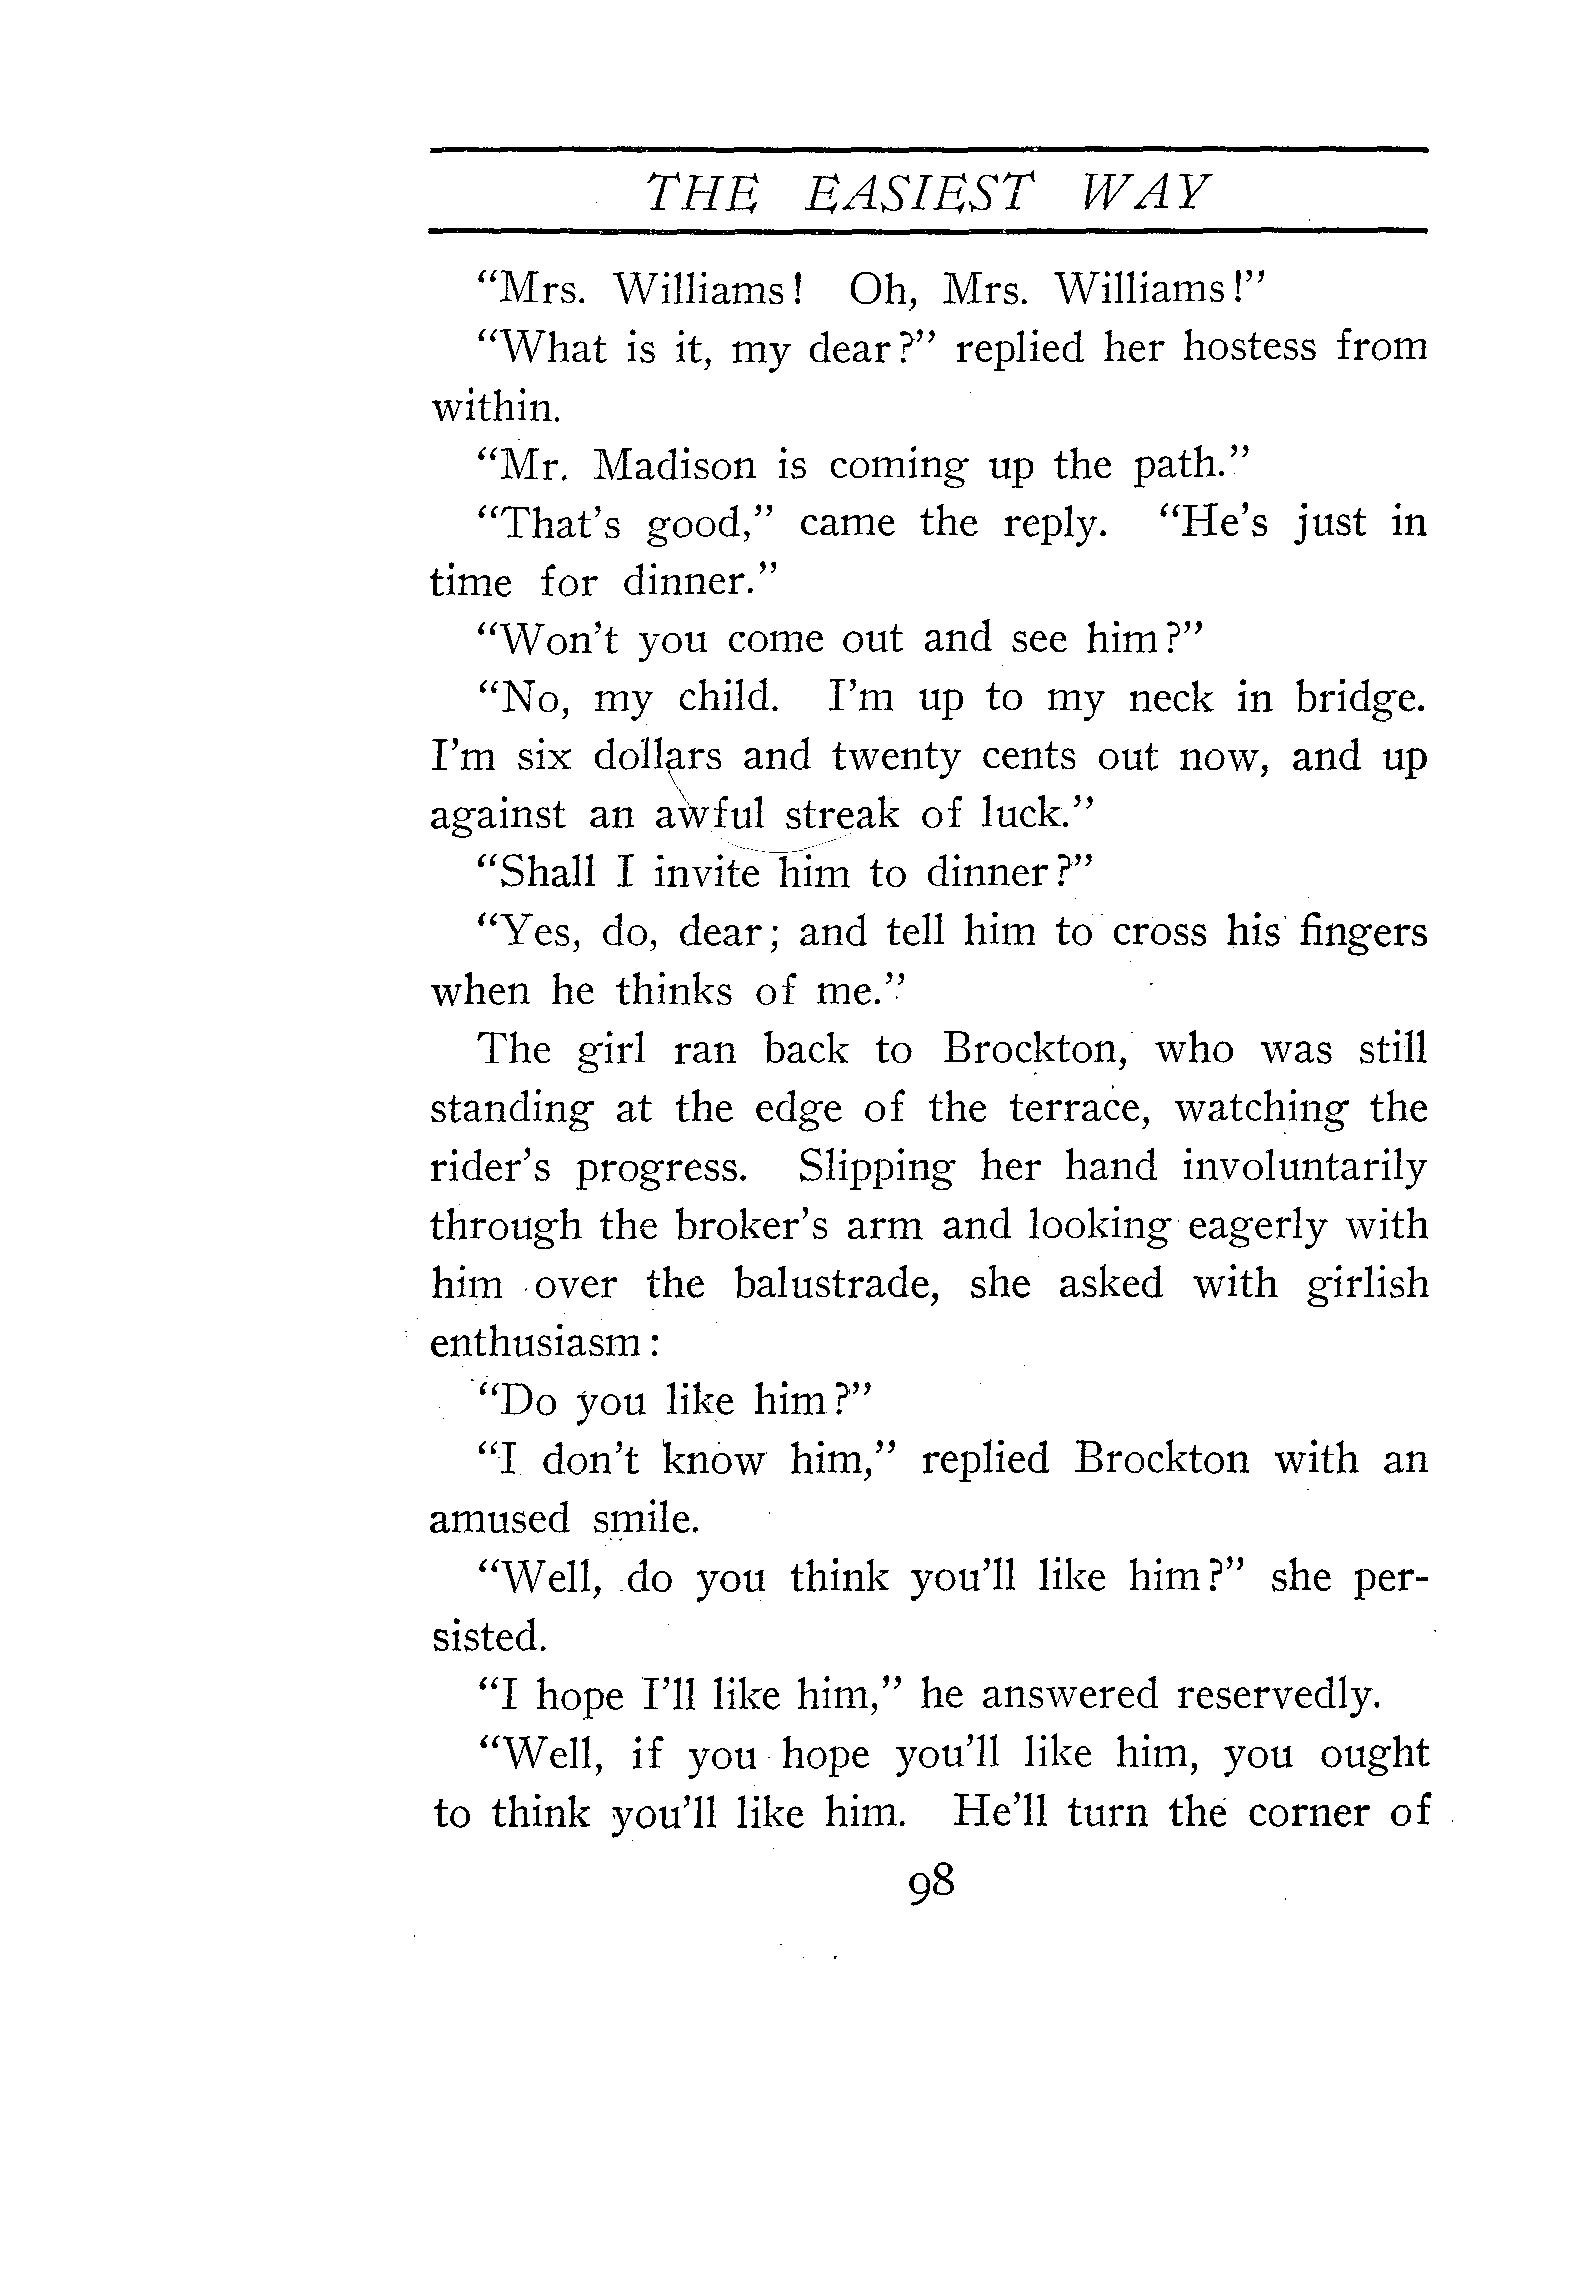 THE EASIEST WAY
“Mrs. Williams! Oh, Mrs. Williams!”
“What is it, my dear?” replied her hostess from
within.
“Mr. Madison is coming up the path.”
“That’s good,” came the reply. “He’s just in
time for dinner.”
“Won’t you come out and see him?”
“No, my child. I’m up to my neck in bridge.
I’m six dollars and twenty cents out now, and up
against an awful streak of luck.”
“Shall I invite him to dinner?”
“Yes, do, dear; and tell him to cross his fingers
when he thinks of me.”
The girl ran back to Brockton, who was still
standing at the edge of the terrace, watching the
rider’s progress. Slipping her hand involuntarily
through the broker’s arm and looking eagerly with
him over the balustrade, she asked with girlish
enthusiasm:
“Do you like him?”
“I don’t know him,” replied Brockton with an
amused smile.
“Well, do you think you’ll like him?” she per-
sisted.
“I hope I’ll like him,” he answered reservedly.
“Well, if you hope you’ll like him, you ought
to think you’ll like him. He’ll turn the corner of
98